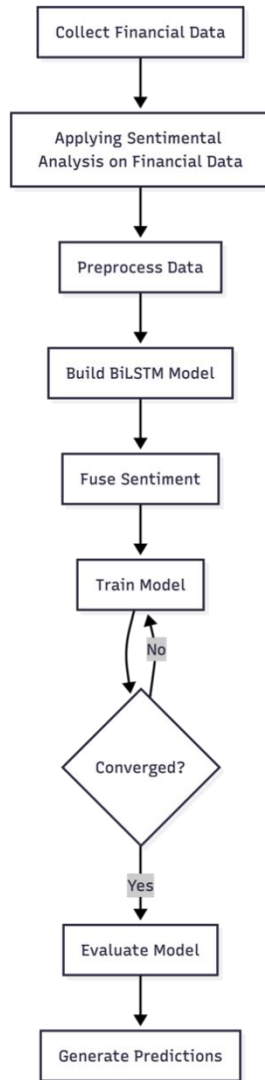 Collect Financial Data
Applying Sentimental
Analysis on Financial Data
Preprocess Data
Build BiLSTM Model
Fuse Sentiment
Train Model
No
Converged?
Yes
Evaluate Model
Generate Predictions